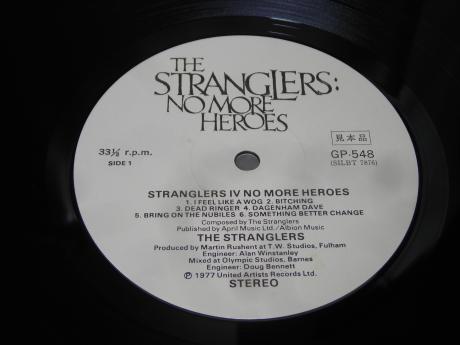 THE
STRANGLERS:
NO MORE
HEROES
33⅓ r.p.m.
SIDE 1
見本品
GP-548
(SILBT 7876)
STRANGLERS IV NO MORE HEROES
1. I FEEL LIKE A WOG 2. BITCHING
3. DEAD RINGER 4. DAGENHAM DAVE
5. BRING ON THE NUBILES 6. SOMETHING BETTER CHANGE
Composed by The Stranglers
Published by April Music Ltd./Albion Music
THE STRANGLERS
Produced by Martin Rushent at T.W. Studios, Fulham
Engineer: Alan Winstanley
Mixed at Olympic Studios, Barnes
Engineer: Doug Bennett
℗ 1977 United Artists Records Ltd.
STEREO